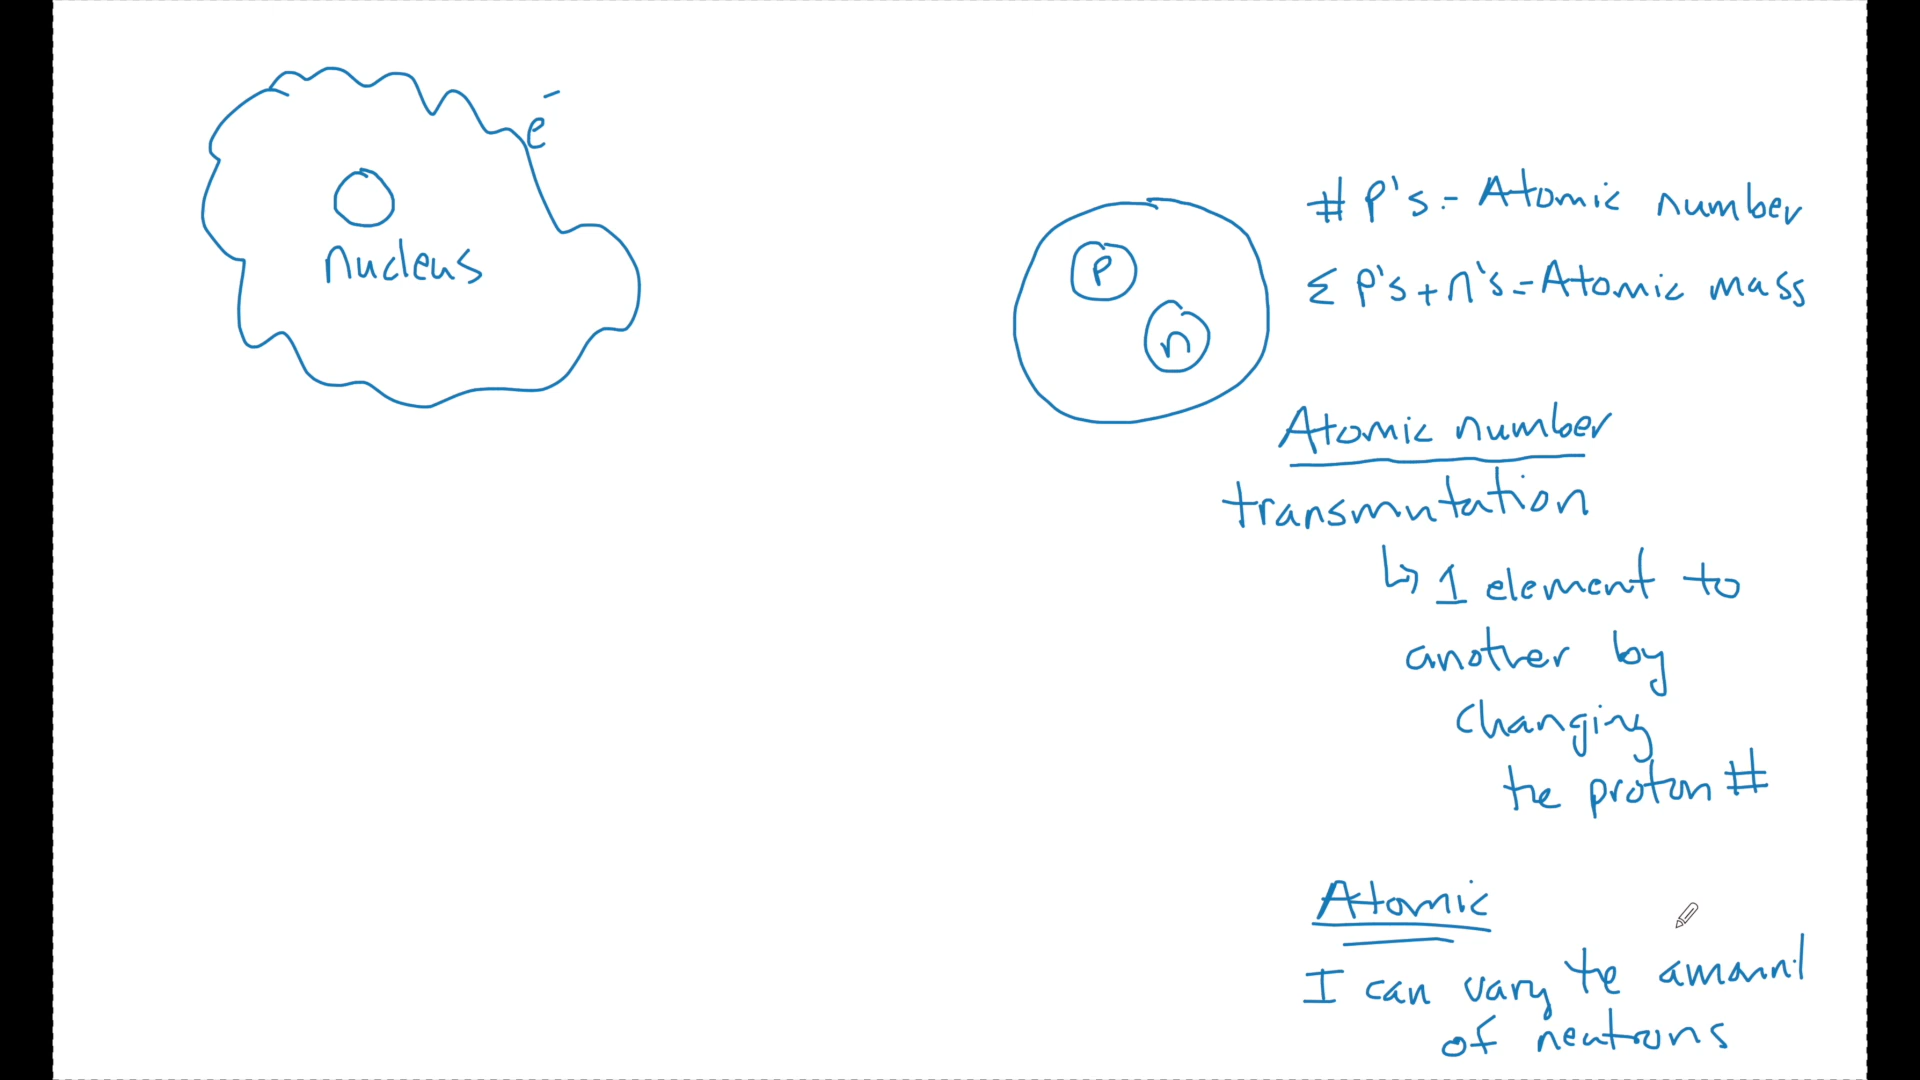 e⁻
nucleus
P
n
# P's = Atomic number
Σ P's + n's = Atomic mass
Atomic number
transmutation
↳ 1 element to
another by
changing
the proton #
Atomic
I can vary the amount
of neutrons